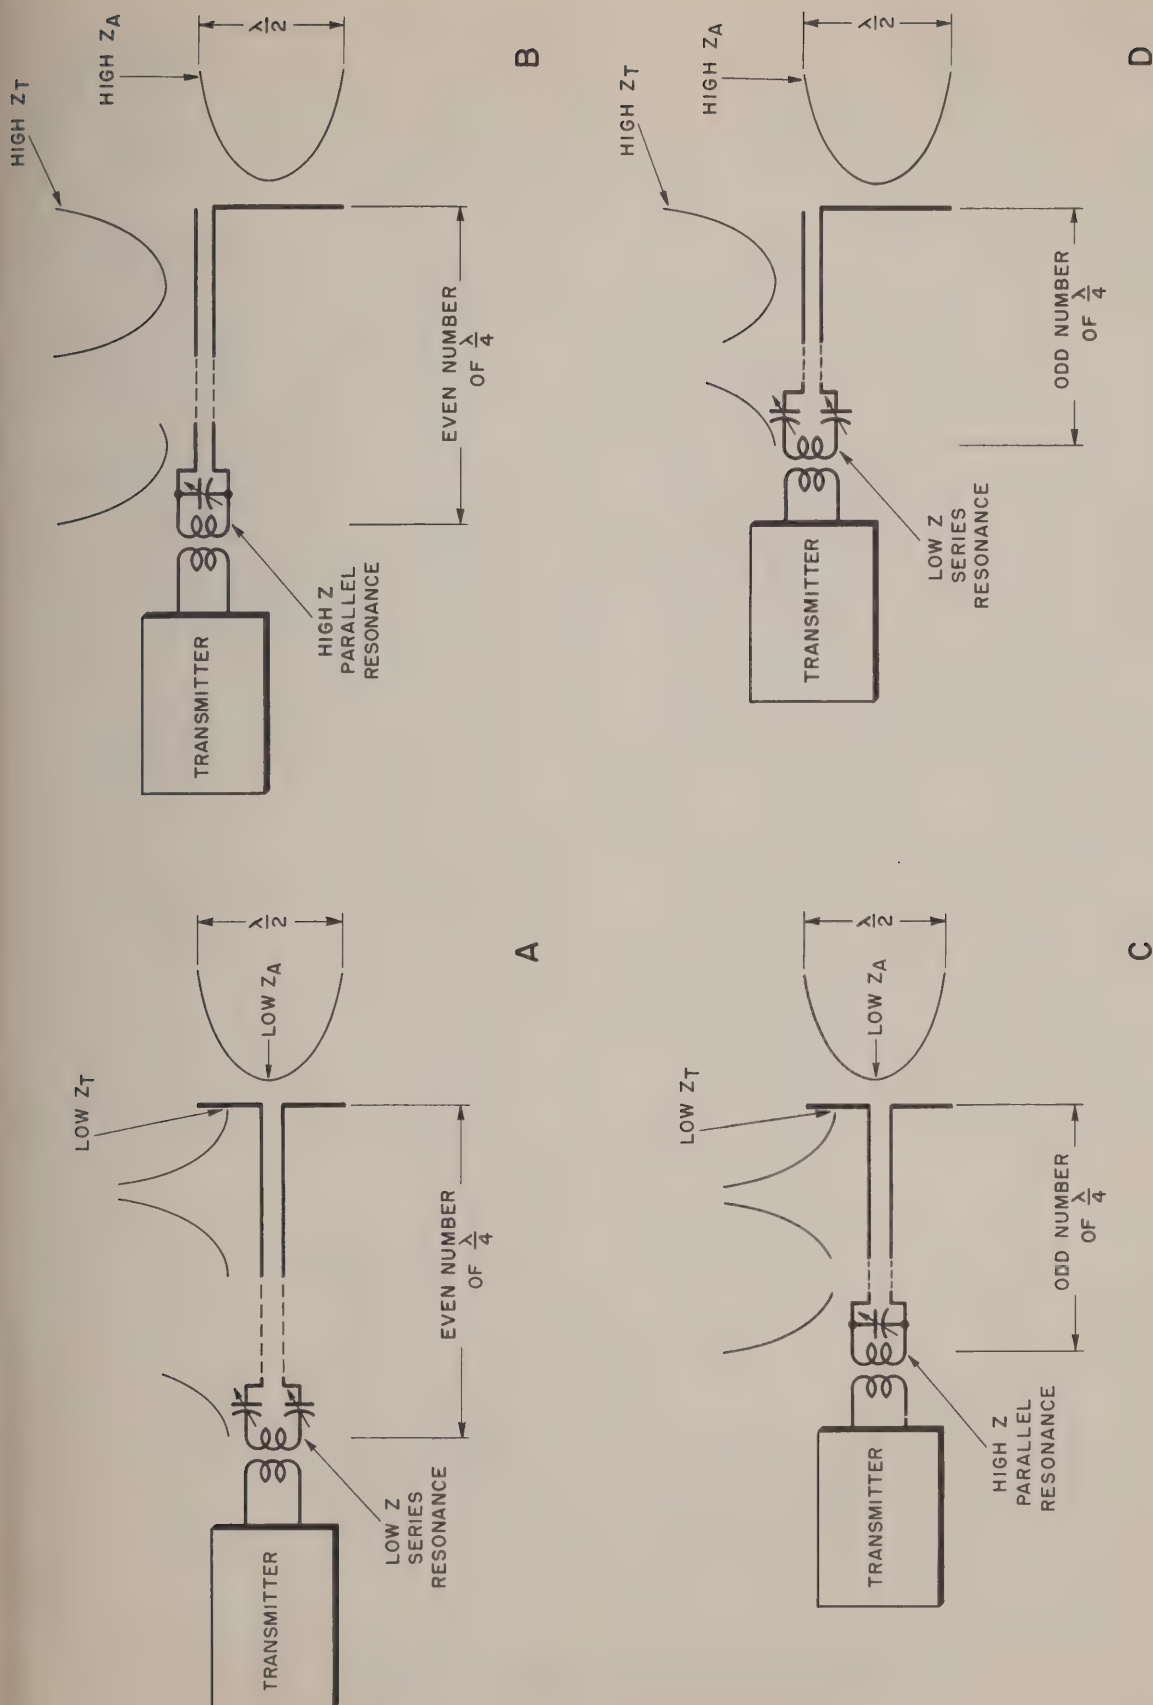 LOW ZT
LOW ZA
λ/2
TRANSMITTER
LOW Z
SERIES
RESONANCE
EVEN NUMBER
OF λ/4
A
HIGH ZT
HIGH ZA
λ/2
TRANSMITTER
HIGH Z
PARALLEL
RESONANCE
EVEN NUMBER
OF λ/4
B
LOW ZT
LOW ZA
λ/2
TRANSMITTER
HIGH Z
PARALLEL
RESONANCE
ODD NUMBER
OF λ/4
C
HIGH ZT
HIGH ZA
λ/2
TRANSMITTER
LOW Z
SERIES
RESONANCE
ODD NUMBER
OF λ/4
D